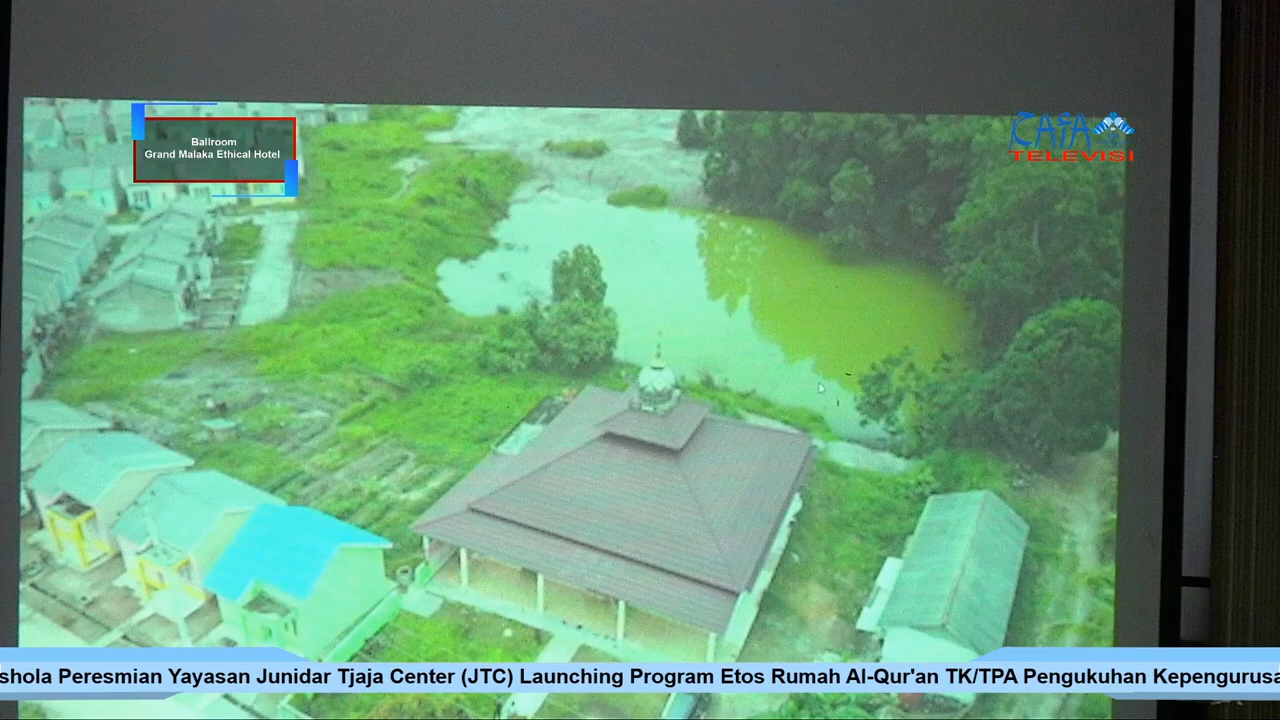 Ballroom
Grand Malaka Ethical Hotel
CAFA
TELEVISI
shola Peresmian Yayasan Junidar Tjaja Center (JTC) Launching Program Etos Rumah Al-Qur'an TK/TPA Pengukuhan Kepengurusa